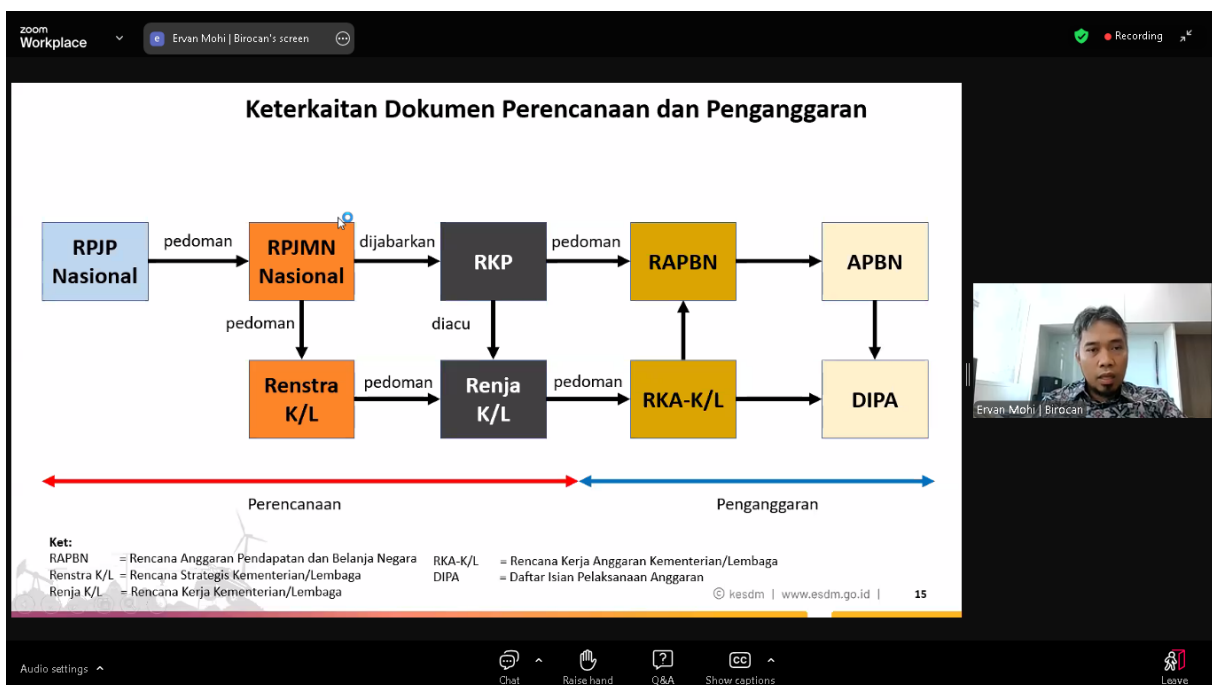 zoom
Workplace
e
Ervan Mohi | Birocan's screen
Recording
Keterkaitan Dokumen Perencanaan dan Penganggaran
RPJP
Nasional
pedoman
RPJMN
Nasional
dijabarkan
RKP
pedoman
RAPBN
APBN
pedoman
diacu
Renstra
K/L
pedoman
Renja
K/L
pedoman
RKA-K/L
DIPA
Ervan Mohi | Birocan
Perencanaan
Penganggaran
Ket:
RAPBN = Rencana Anggaran Pendapatan dan Belanja Negara
Renstra K/L = Rencana Strategis Kementerian/Lembaga
Renja K/L = Rencana Kerja Kementerian/Lembaga
RKA-K/L = Rencana Kerja Anggaran Kementerian/Lembaga
DIPA = Daftar Isian Pelaksanaan Anggaran
© kesdm | www.esdm.go.id | 15
Audio settings
Chat
Raise hand
Q&A
CC
Show captions
Leave